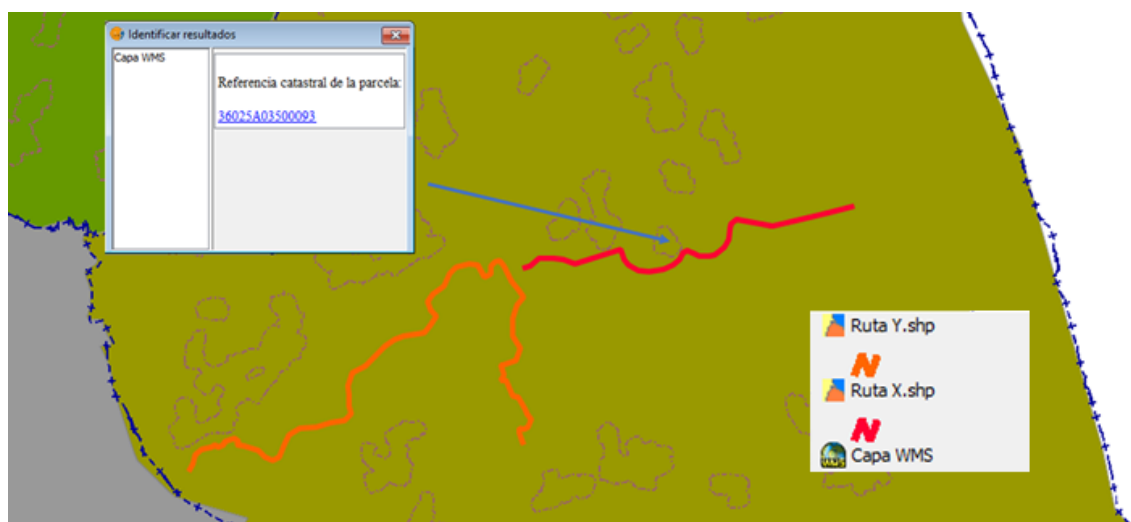 Identificar resultados
Capa WMS
Referencia catastral de la parcela:
36025A03500093
Ruta Y.shp
Ruta X.shp
Capa WMS